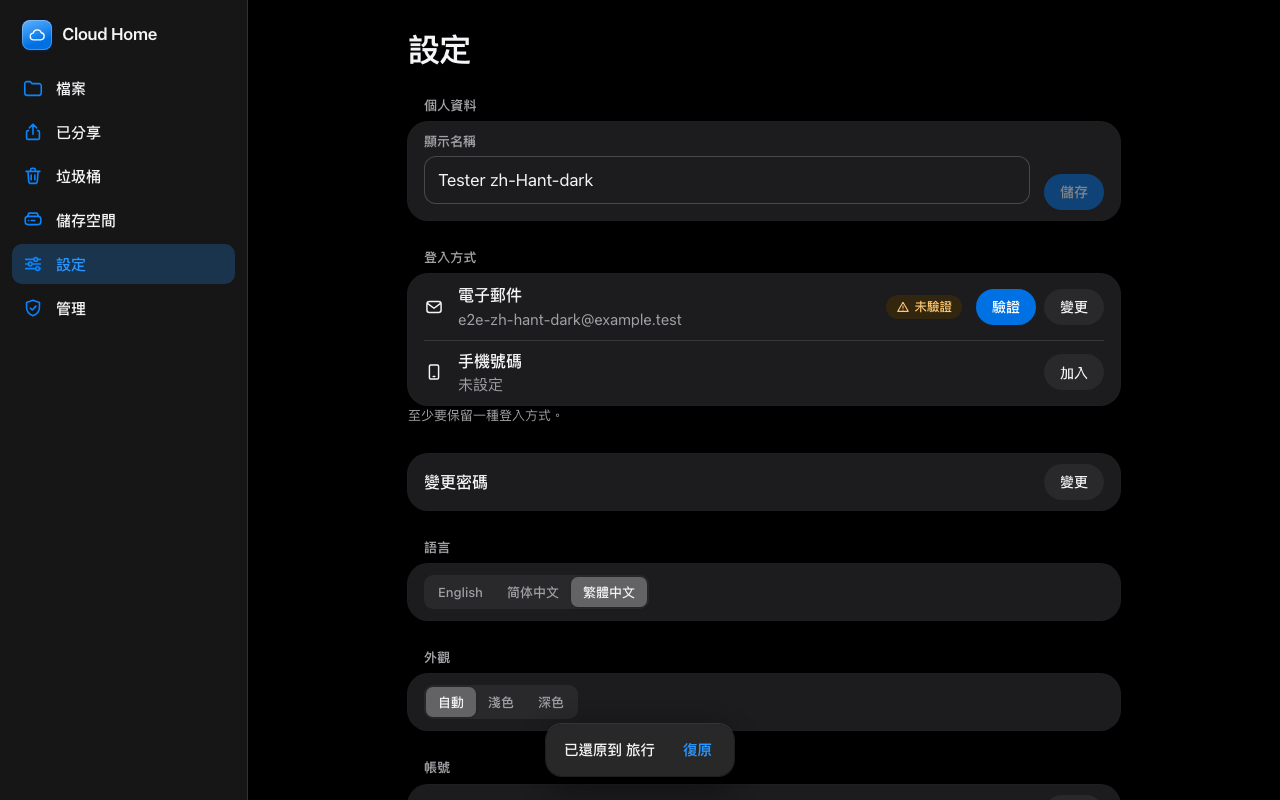 Cloud Home
檔案
已分享
垃圾桶
儲存空間
設定
管理
設定
個人資料
顯示名稱
Tester zh-Hant-dark
儲存
登入方式
電子郵件
e2e-zh-hant-dark@example.test
未驗證
驗證
變更
手機號碼
未設定
加入
至少要保留一種登入方式。
變更密碼
變更
語言
English
简体中文
繁體中文
外觀
自動
淺色
深色
已還原到 旅行
復原
帳號